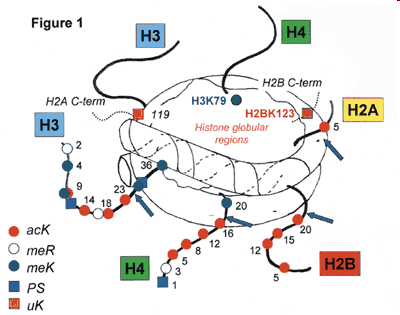 Figure 1
H3
H4
H2A C-term
H2B C-term
H3K79
H2BK123
H2A
119
Histone globular
regions
5
H3
2
4
9
14
18
23
36
20
16
12
8
5
3
1
H4
20
15
12
5
H2B
acK
meR
meK
PS
uK